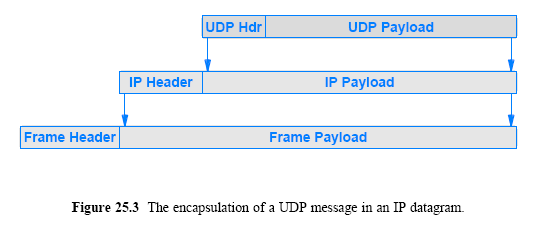 UDP Hdr UDP Payload
IP Header IP Payload
Frame Header Frame Payload
Figure 25.3 The encapsulation of a UDP message in an IP datagram.